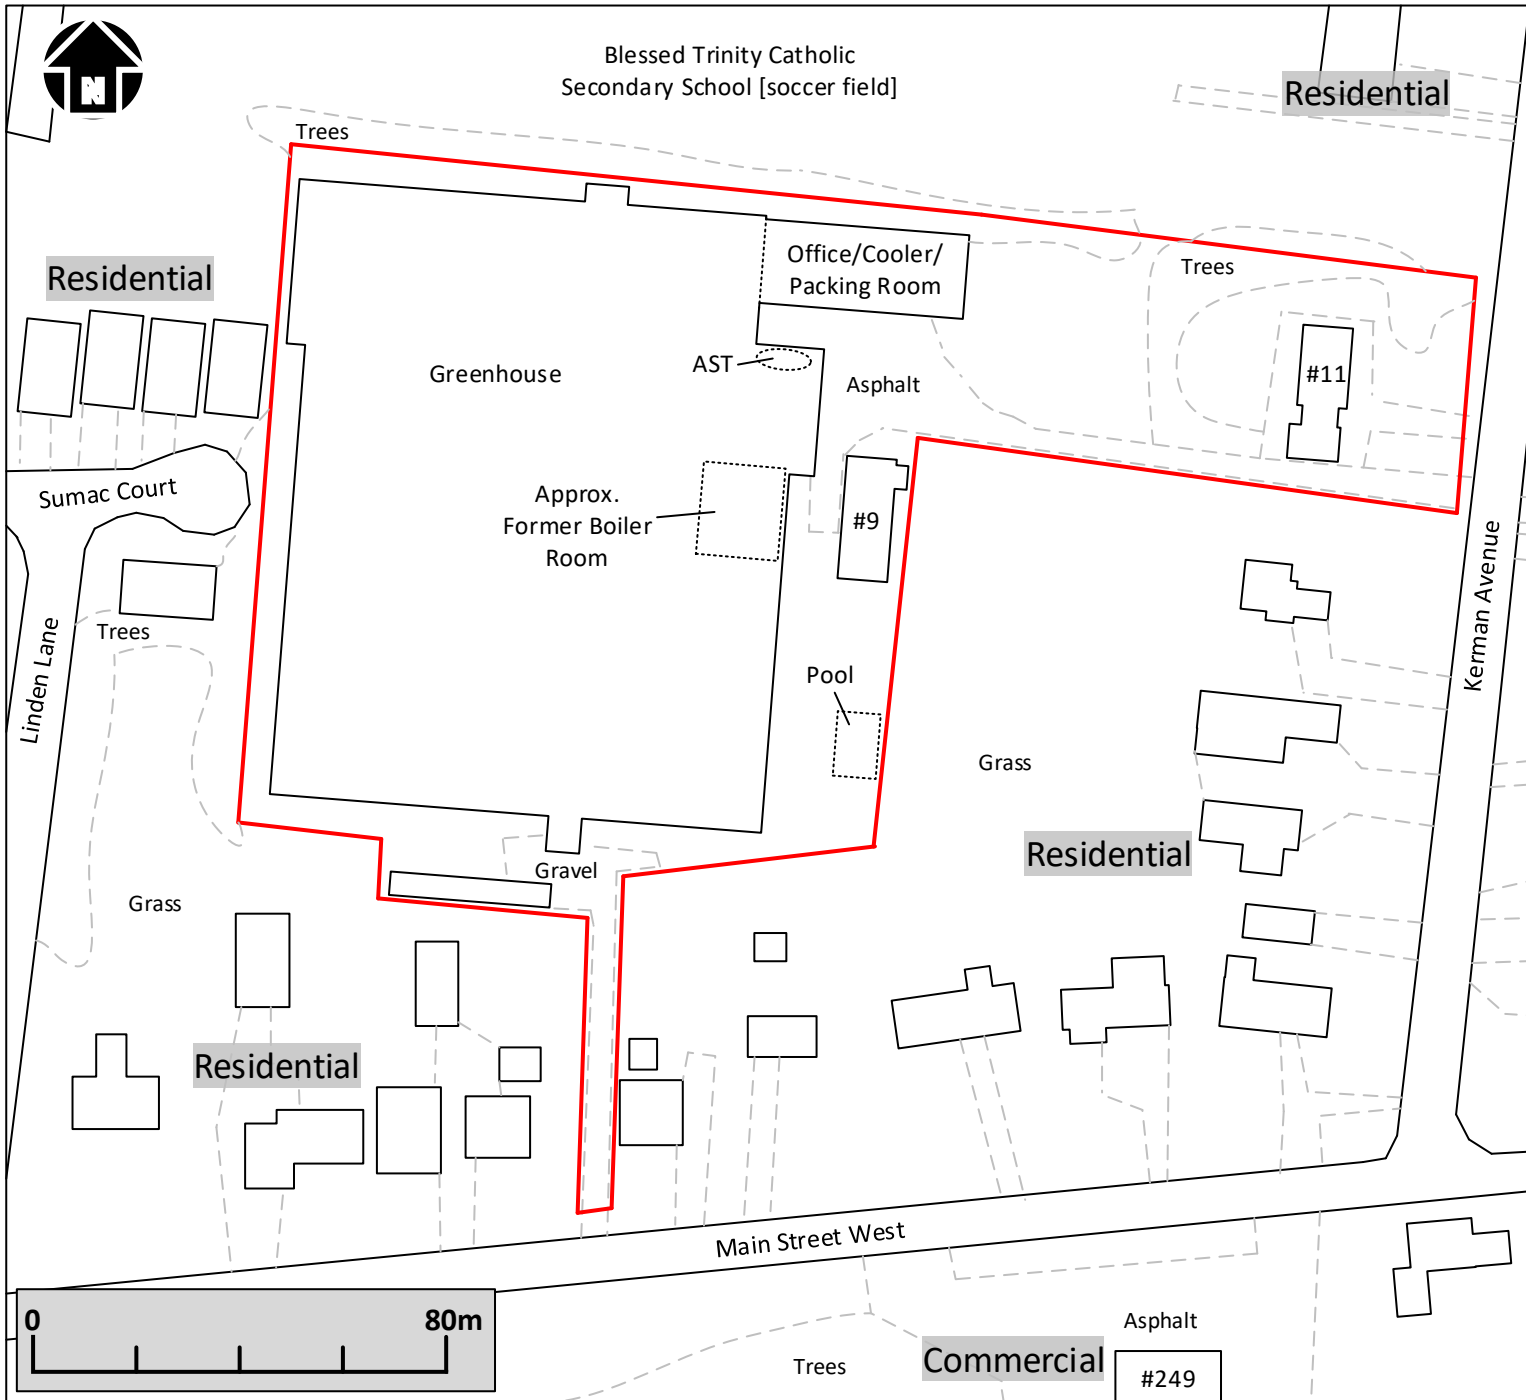 N
Blessed Trinity Catholic
Secondary School [soccer field]
Residential
Trees
Office/Cooler/
Packing Room
Trees
Residential
AST
Greenhouse
Asphalt
#11
Sumac Court
Approx.
Former Boiler
Room
#9
Kerman Avenue
Trees
Linden Lane
Pool
Grass
Residential
Gravel
Grass
Residential
Main Street West
0
80m
Asphalt
Trees
Commercial
#249